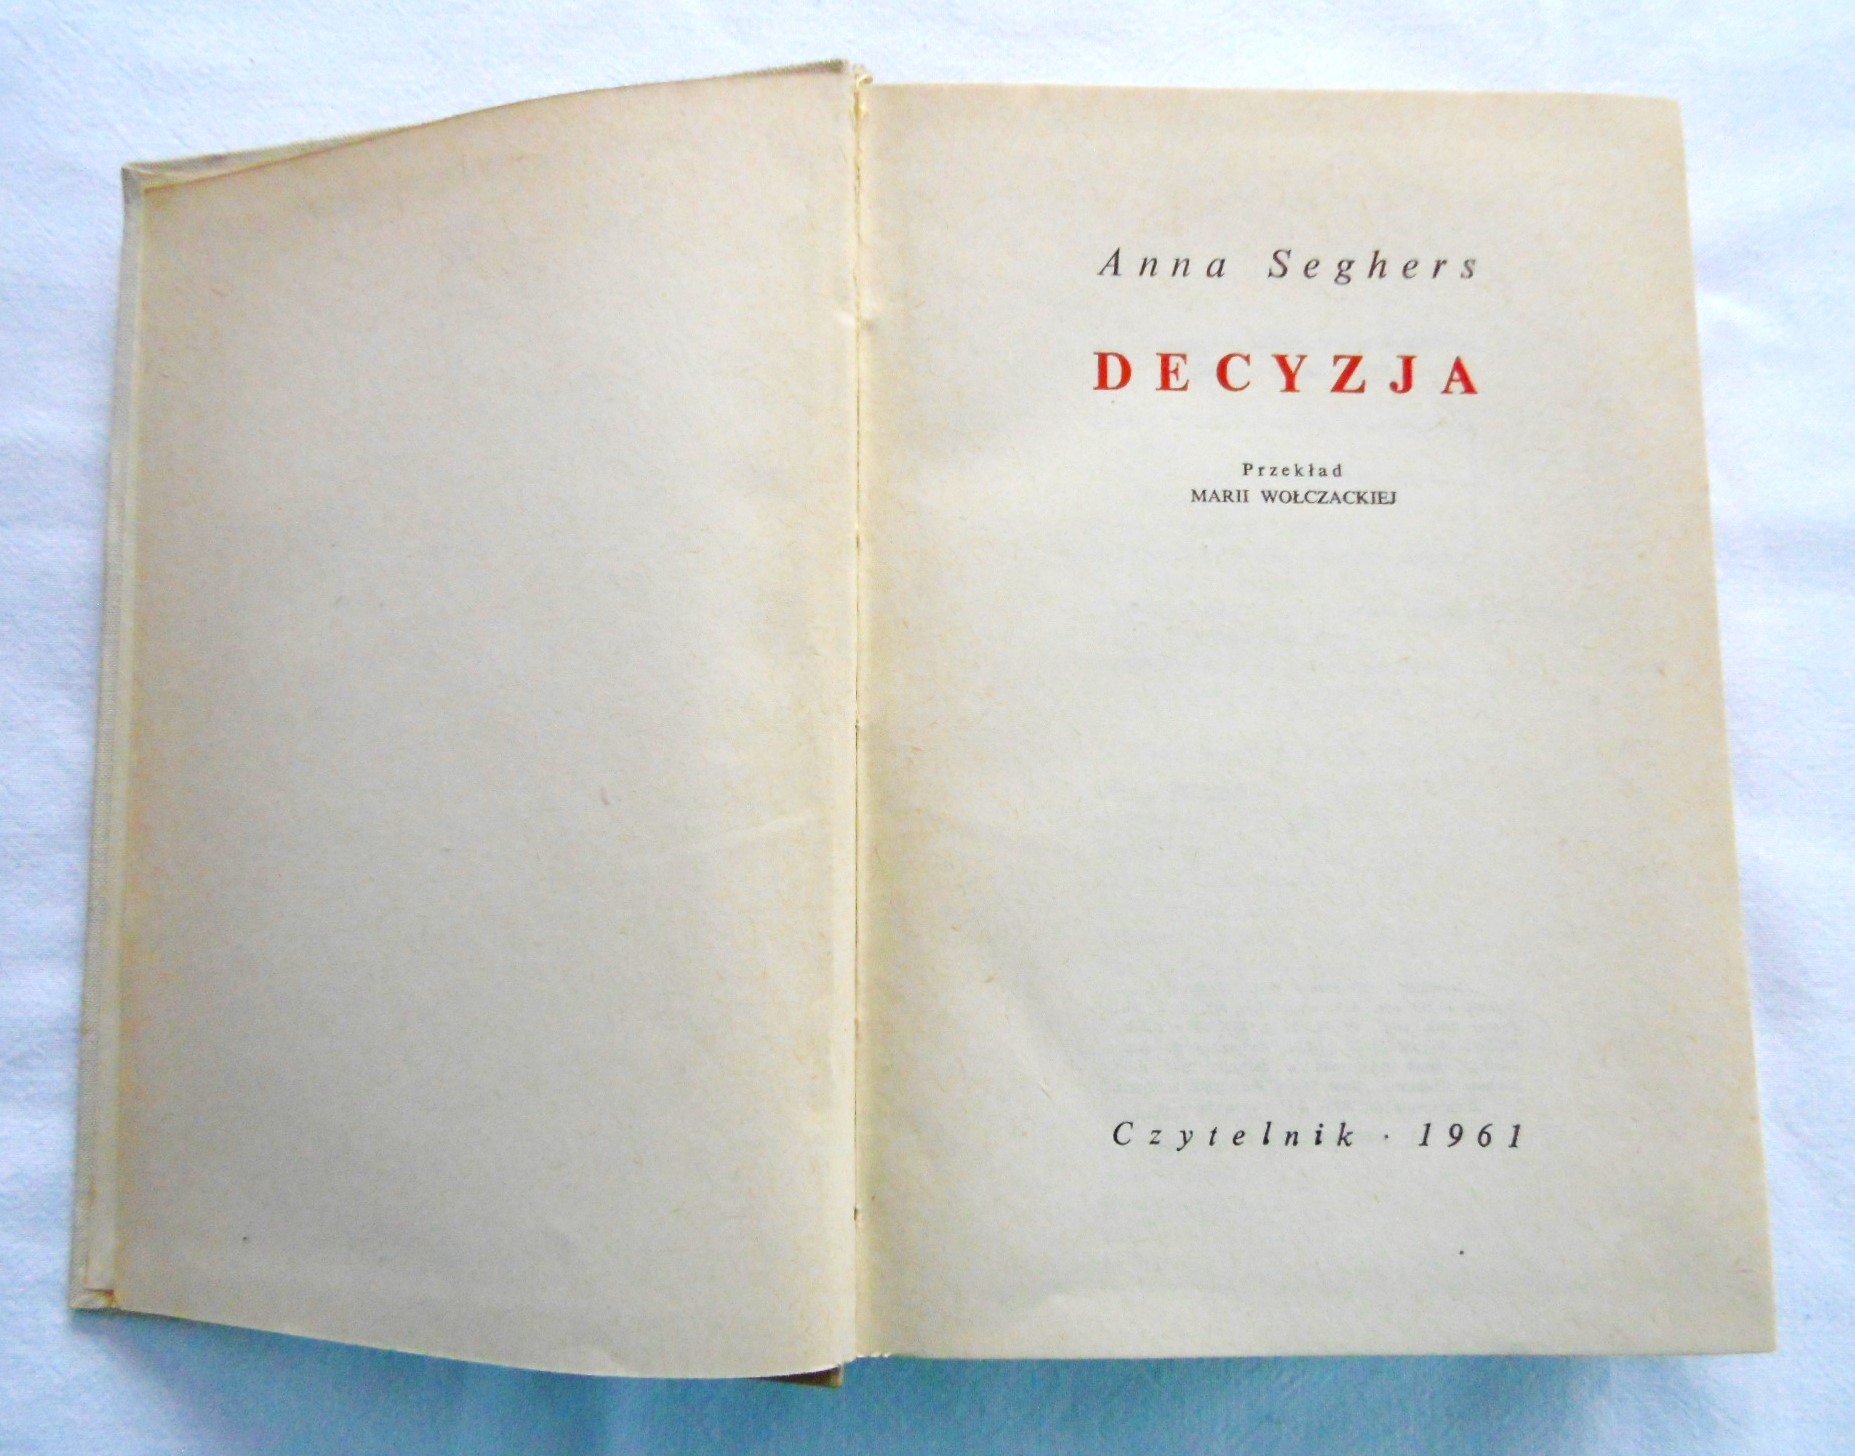 Anna Seghers
DECYZJA
Przekład
MARII WOŁCZACKIEJ
Czytelnik · 1961